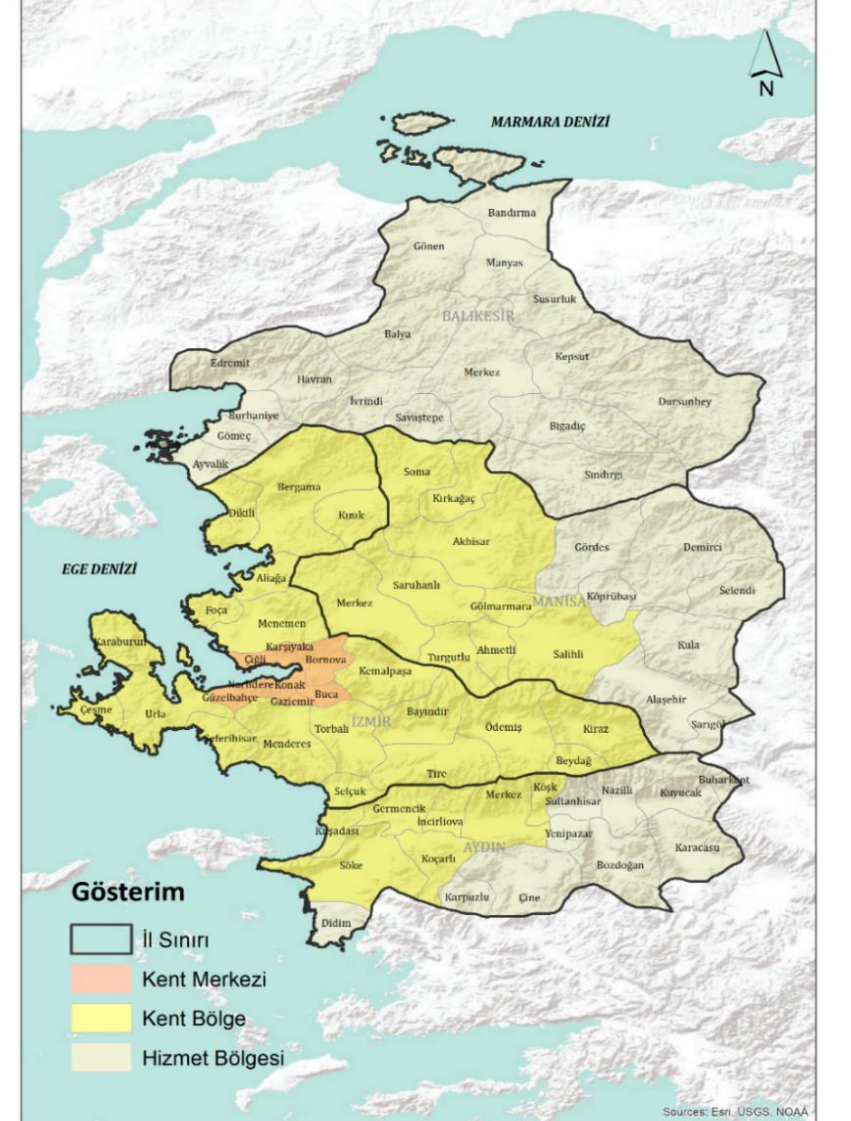 N
MARMARA DENİZİ
Bandırma
Gönen
Manyas
Susurluk
BALIKESİR
Balya
Kepsut
Edremit
Merkez
Havran
İvrindi
Dursunbey
Burhaniye
Savaştepe
Bigadiç
Gömeç
Ayvalık
Soma
Sındırgı
Bergama
Kırkağaç
Dikili
Kınık
Akhisar
Gördes
Demirci
EGE DENİZİ
Aliağa
Saruhanlı
Selendi
Köprübaşı
Foça
Merkez
Gölmarmara
MANİSA
Menemen
Karaburun
Karşıyaka
Kula
Çiğli
Bornova
Turgutlu
Ahmetli
Salihli
Kemalpaşa
Narlıdere
Konak
Güzelbahçe
Buca
Gaziemir
Alaşehir
Çeşme
Urla
Bayındır
Sarıgöl
İZMİR
Torbalı
Ödemiş
Kiraz
Seferihisar
Menderes
Beydağ
Tire
Buharkent
Selçuk
Merkez
Köşk
Nazilli
Kuyucak
Sultanhisar
Germencik
İncirliova
Kuşadası
Yenipazar
AYDIN
Karacasu
Söke
Koçarlı
Bozdoğan
Karpuzlu
Çine
Didim
Gösterim
İl Sınırı
Kent Merkezi
Kent Bölge
Hizmet Bölgesi
Sources: Esri, USGS, NOAA